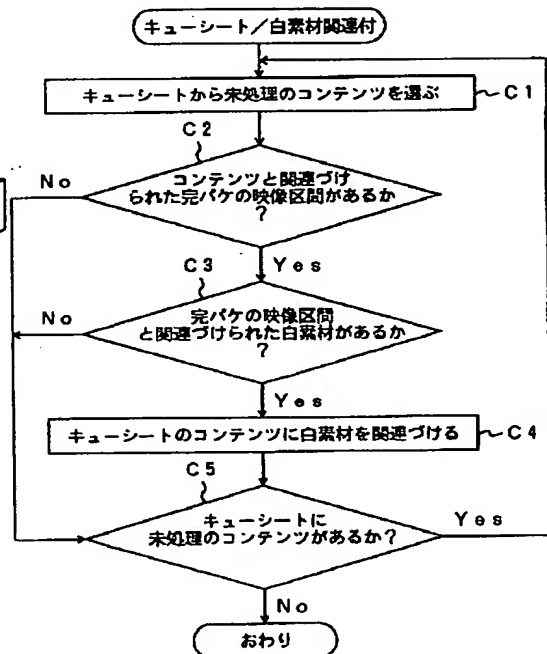 キューシート／白素材関連付
キューシートから未処理のコンテンツを選ぶ
C1
C2
No
コンテンツと関連づけ
られた完パケの映像区間があるか
?
C3
Yes
No
完パケの映像区間
と関連づけられた白素材があるか
?
Yes
キューシートのコンテンツに白素材を関連づける
C4
C5
キューシートに
未処理のコンテンツがあるか?
Yes
No
おわり